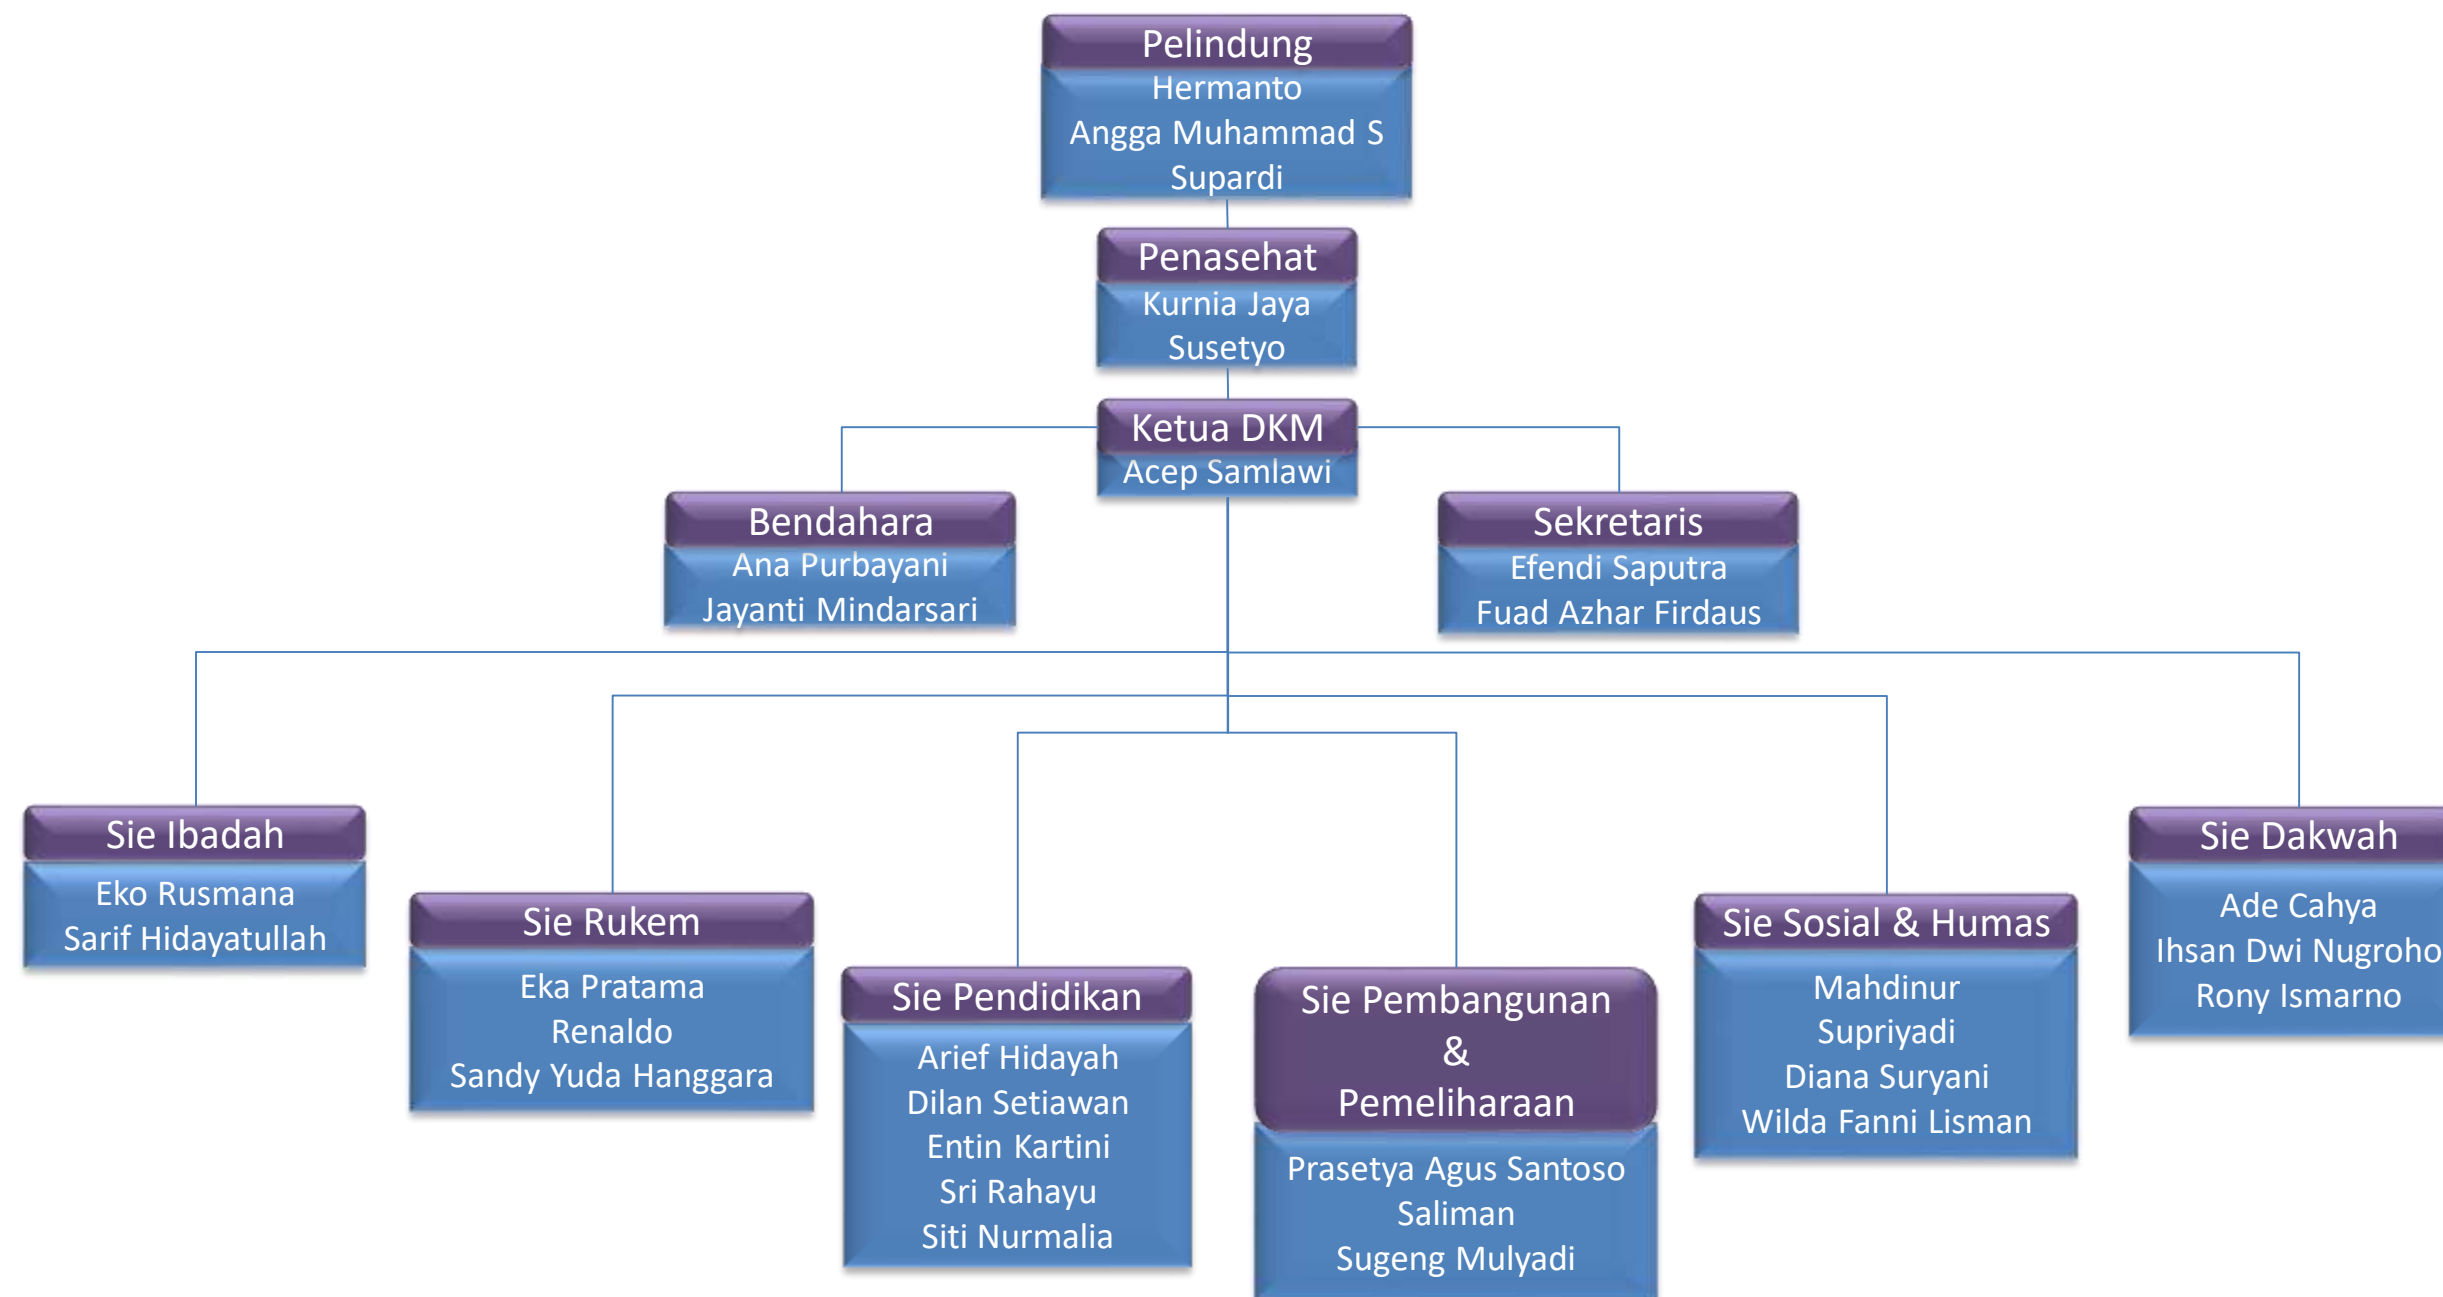 Pelindung
Hermanto
Angga Muhammad S
Supardi
Penasehat
Kurnia Jaya
Susetyo
Ketua DKM
Acep Samlawi
Bendahara
Ana Purbayani
Jayanti Mindarsari
Sekretaris
Efendi Saputra
Fuad Azhar Firdaus
Sie Ibadah
Eko Rusmana
Sarif Hidayatullah
Sie Rukem
Eka Pratama
Renaldo
Sandy Yuda Hanggara
Sie Pendidikan
Arief Hidayah
Dilan Setiawan
Entin Kartini
Sri Rahayu
Siti Nurmalia
Sie Pembangunan
&
Pemeliharaan
Prasetya Agus Santoso
Saliman
Sugeng Mulyadi
Sie Sosial & Humas
Mahdinur
Supriyadi
Diana Suryani
Wilda Fanni Lisman
Sie Dakwah
Ade Cahya
Ihsan Dwi Nugroho
Rony Ismarno